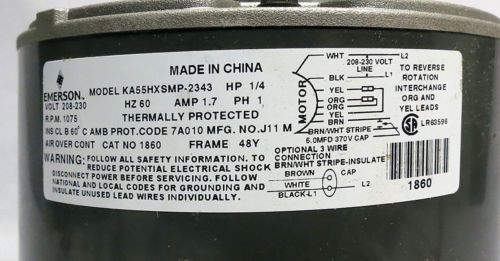 MADE IN CHINA
EMERSON. MODEL KA55HXSMP-2343 HP 1/4
VOLT 208-230 HZ 60 AMP 1.7 PH 1
R.P.M. 1075 THERMALLY PROTECTED
INS CL B 60° C AMB PROT.CODE 7A010 MFG. NO.J11 M
AIR OVER CONT CAT NO 1860 FRAME 48Y
WARNING: FOLLOW ALL SAFETY INFORMATION. TO
REDUCE POTENTIAL ELECTRICAL SHOCK
DISCONNECT POWER BEFORE SERVICING. FOLLOW
NATIONAL AND LOCAL CODES FOR GROUNDING AND
INSULATE UNUSED LEAD WIRES INDIVIDUALLY.
MOTOR
WHT L2
208-230 VOLT
LINE
BLK L1
YEL
ORG
ORG
YEL
BRN/WHT STRIPE
5.0MFD 370V CAP
OPTIONAL 3 WIRE
CONNECTION
BRN/WHT STRIPE-INSULATE
BROWN CAP
WHITE L2
BLACK-L1
TO REVERSE
ROTATION
INTERCHANGE
ORG AND
YEL LEADS
LR63596
1860